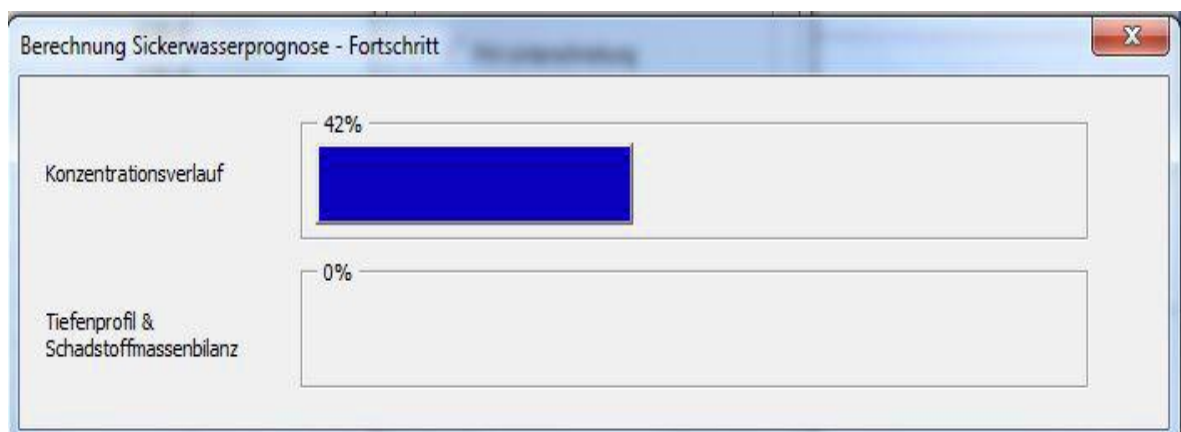 Berechnung Sickerwasserprognose - Fortschritt
X
42%
Konzentrationsverlauf
0%
Tiefenprofil &
Schadstoffmassenbilanz